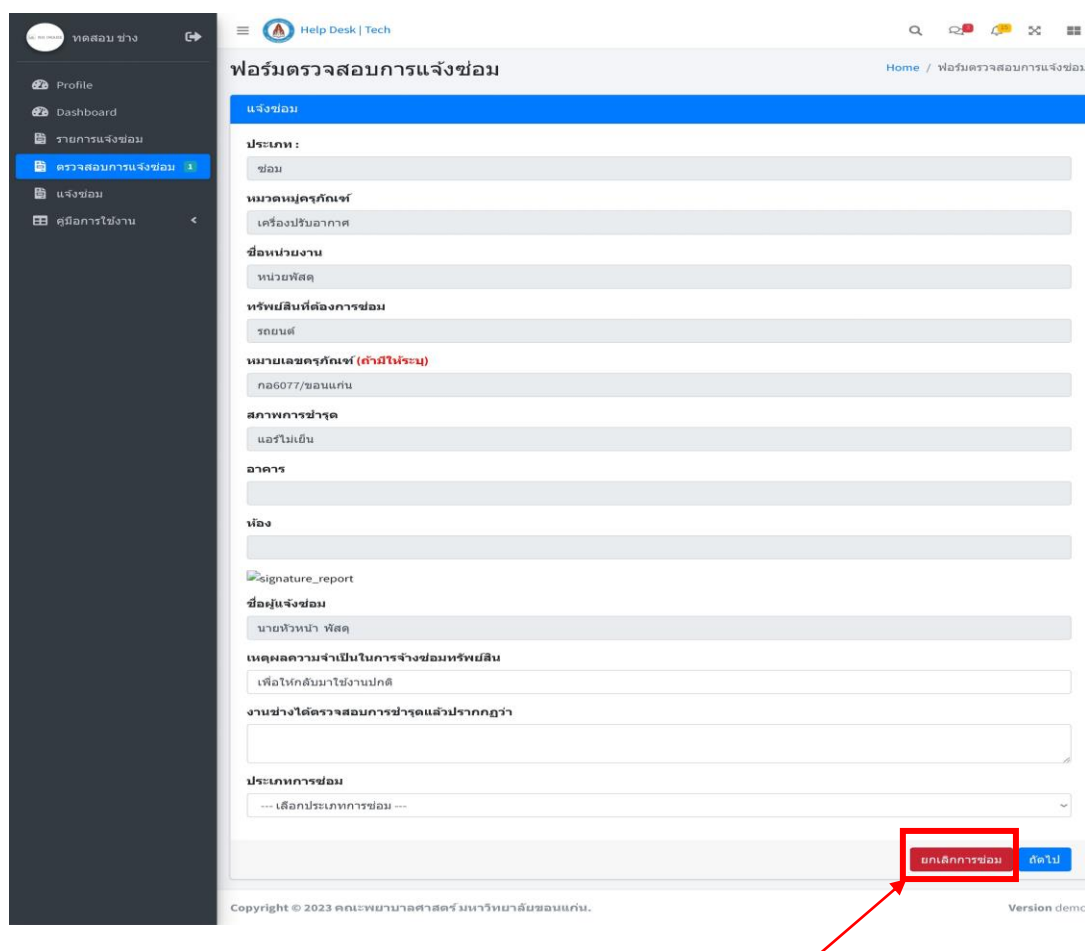 ทดสอบ ช่าง
Help Desk | Tech
Profile
Dashboard
รายการแจ้งซ่อม
ตรวจสอบการแจ้งซ่อม 1
แจ้งซ่อม
คู่มือการใช้งาน
ฟอร์มตรวจสอบการแจ้งซ่อม
Home / ฟอร์มตรวจสอบการแจ้งซ่อม
แจ้งซ่อม
ประเภท :
ซ่อม
หมวดหมู่ครุภัณฑ์
เครื่องปรับอากาศ
ชื่อหน่วยงาน
หน่วยพัสดุ
ทรัพย์สินที่ต้องการซ่อม
รถยนต์
หมายเลขครุภัณฑ์ (ถ้ามีให้ระบุ)
กอ6077/ขอนแก่น
สภาพการชำรุด
แอร์ไม่เย็น
อาคาร
ห้อง
signature_report
ชื่อผู้แจ้งซ่อม
นายหัวหน้า พัสดุ
เหตุผลความจำเป็นในการจ้างซ่อมทรัพย์สิน
เพื่อให้กลับมาใช้งานปกติ
งานช่างได้ตรวจสอบการชำรุดแล้วปรากกฏว่า
ประเภทการซ่อม
--- เลือกประเภทการซ่อม ---
ยกเลิกการซ่อม
ถัดไป
Copyright © 2023 คณะพยาบาลศาสตร์ มหาวิทยาลัยขอนแก่น.
Version demo